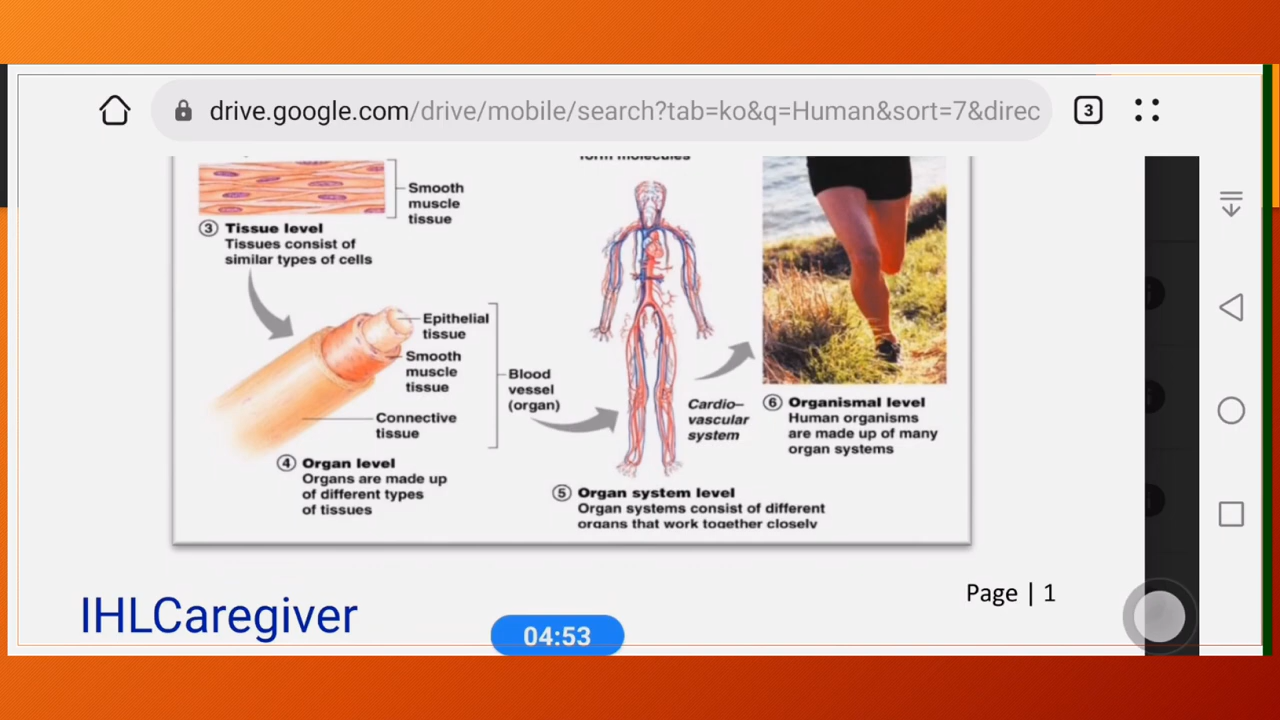 drive.google.com/drive/mobile/search?tab=ko&q=Human&sort=7&direc
3
form molecules
Smooth
muscle
tissue
③ Tissue level
Tissues consist of
similar types of cells
Epithelial
tissue
Smooth
muscle
tissue
Connective
tissue
Blood
vessel
(organ)
④ Organ level
Organs are made up
of different types
of tissues
Cardio–
vascular
system
⑤ Organ system level
Organ systems consist of different
organs that work together closely
⑥ Organismal level
Human organisms
are made up of many
organ systems
Page | 1
IHLCaregiver
04:53